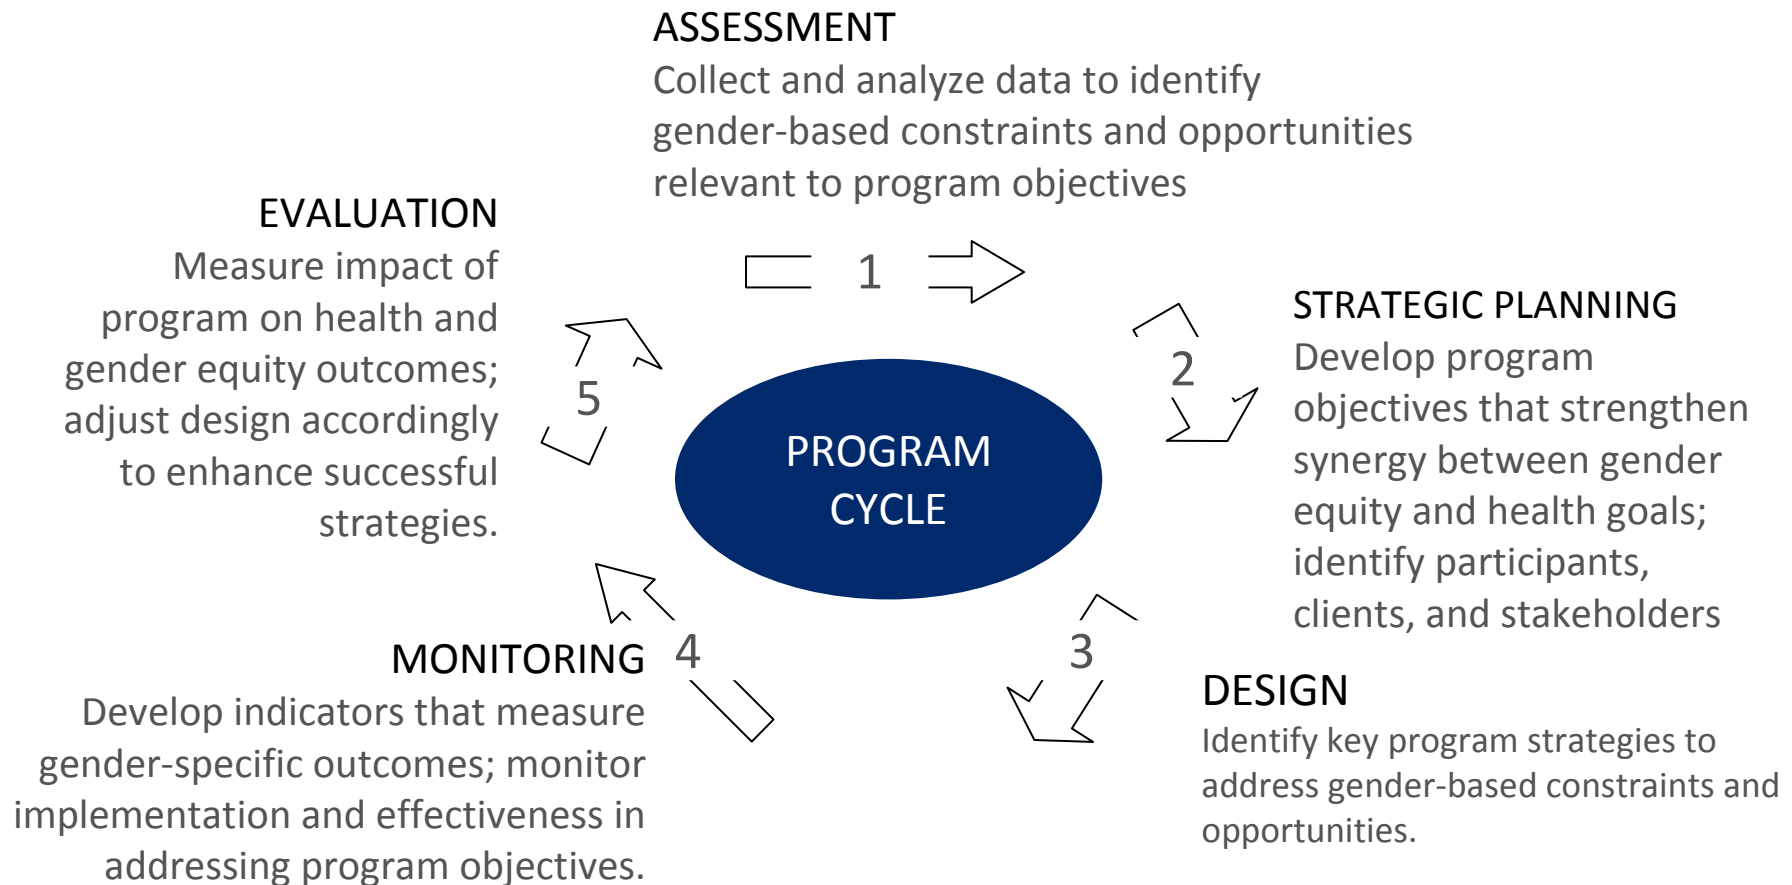 ASSESSMENT
Collect and analyze data to identify
gender-based constraints and opportunities
relevant to program objectives
1
STRATEGIC PLANNING
Develop program
objectives that strengthen
synergy between gender
equity and health goals;
identify participants,
clients, and stakeholders
2
DESIGN
Identify key program strategies to
address gender-based constraints and
opportunities.
3
MONITORING
Develop indicators that measure
gender-specific outcomes; monitor
implementation and effectiveness in
addressing program objectives.
4
EVALUATION
Measure impact of
program on health and
gender equity outcomes;
adjust design accordingly
to enhance successful
strategies.
5
PROGRAM
CYCLE